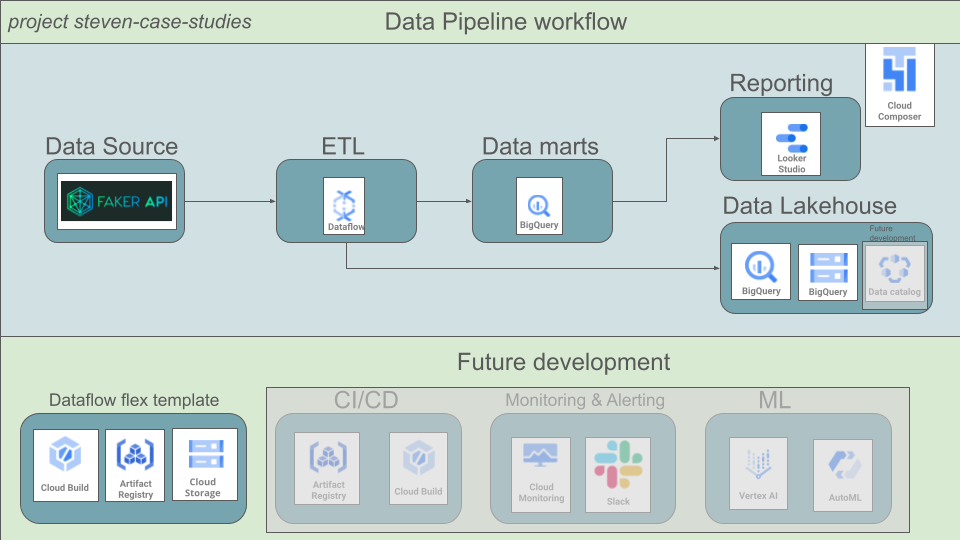 project steven-case-studies
Data Pipeline workflow
Cloud
Composer
Reporting
Looker
Studio
Data Source
FAKER API
ETL
Dataflow
Data marts
BigQuery
Data Lakehouse
Future
development
BigQuery
BigQuery
Data catalog
Future development
Dataflow flex template
Cloud Build
Artifact
Registry
Cloud
Storage
CI/CD
Artifact
Registry
Cloud Build
Monitoring & Alerting
Cloud
Monitoring
Slack
ML
Vertex AI
AutoML